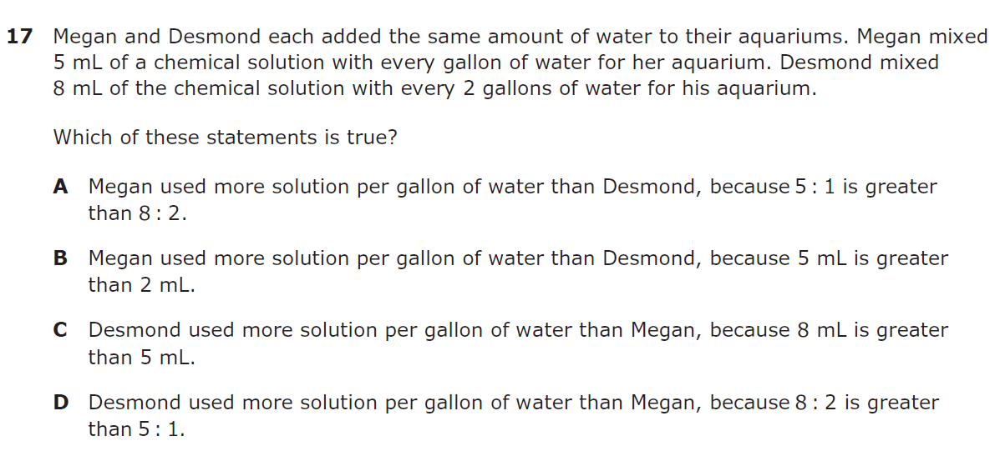 17 Megan and Desmond each added the same amount of water to their aquariums. Megan mixed
5 mL of a chemical solution with every gallon of water for her aquarium. Desmond mixed
8 mL of the chemical solution with every 2 gallons of water for his aquarium.
Which of these statements is true?
A Megan used more solution per gallon of water than Desmond, because 5 : 1 is greater
than 8 : 2.
B Megan used more solution per gallon of water than Desmond, because 5 mL is greater
than 2 mL.
C Desmond used more solution per gallon of water than Megan, because 8 mL is greater
than 5 mL.
D Desmond used more solution per gallon of water than Megan, because 8 : 2 is greater
than 5 : 1.